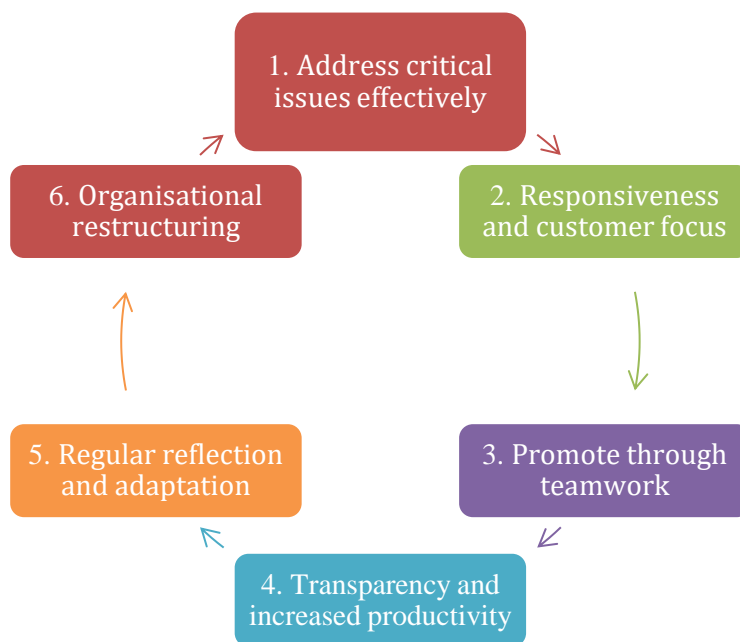 1. Address critical
issues effectively
2. Responsiveness
and customer focus
3. Promote through
teamwork
4. Transparency and
increased productivity
5. Regular reflection
and adaptation
6. Organisational
restructuring